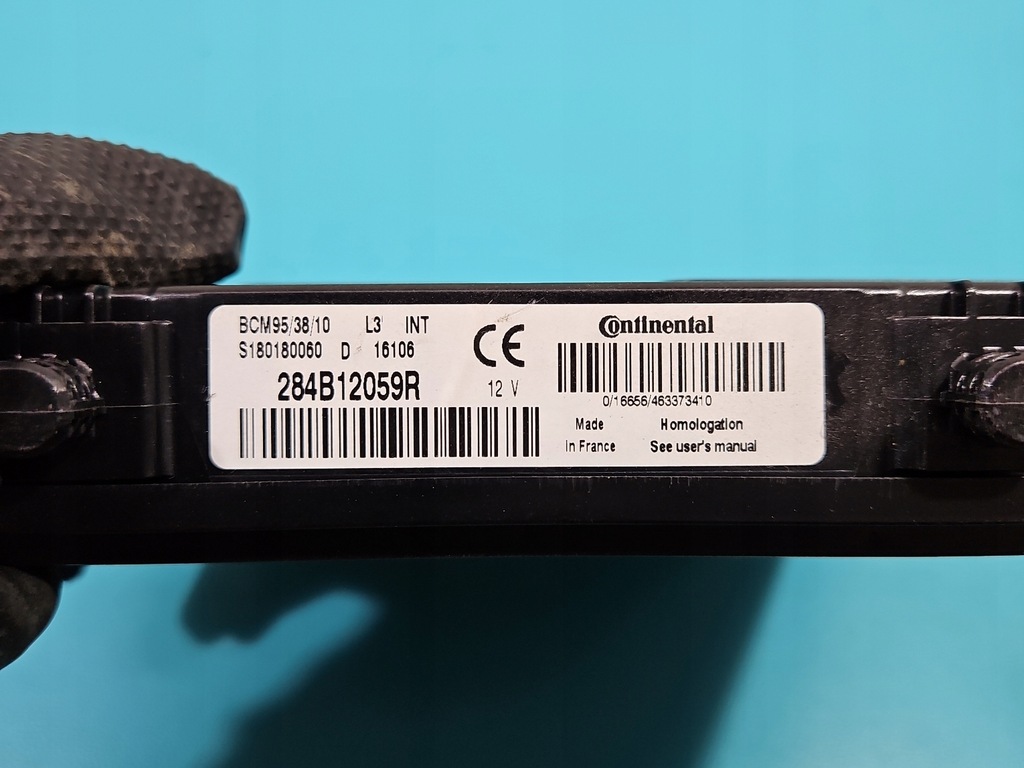 BCM95/38/10 L3 INT
S180180060 D 16106
284B12059R
12 V
CE
Continental
0/16656/463373410
Made
in France
Homologation
See user's manual